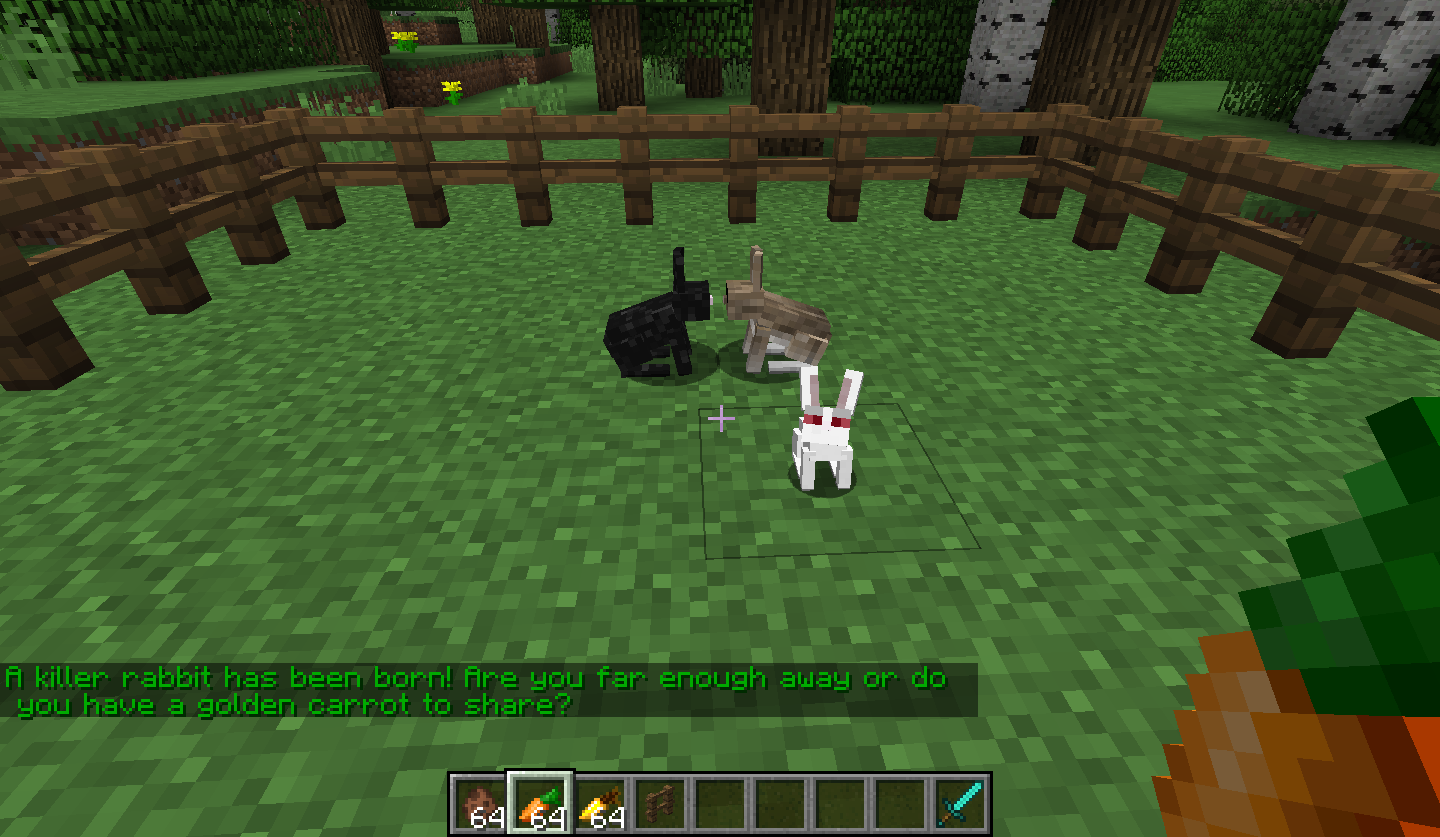 A killer rabbit has been born! Are you far enough away or do
you have a golden carrot to share?
64 64 64